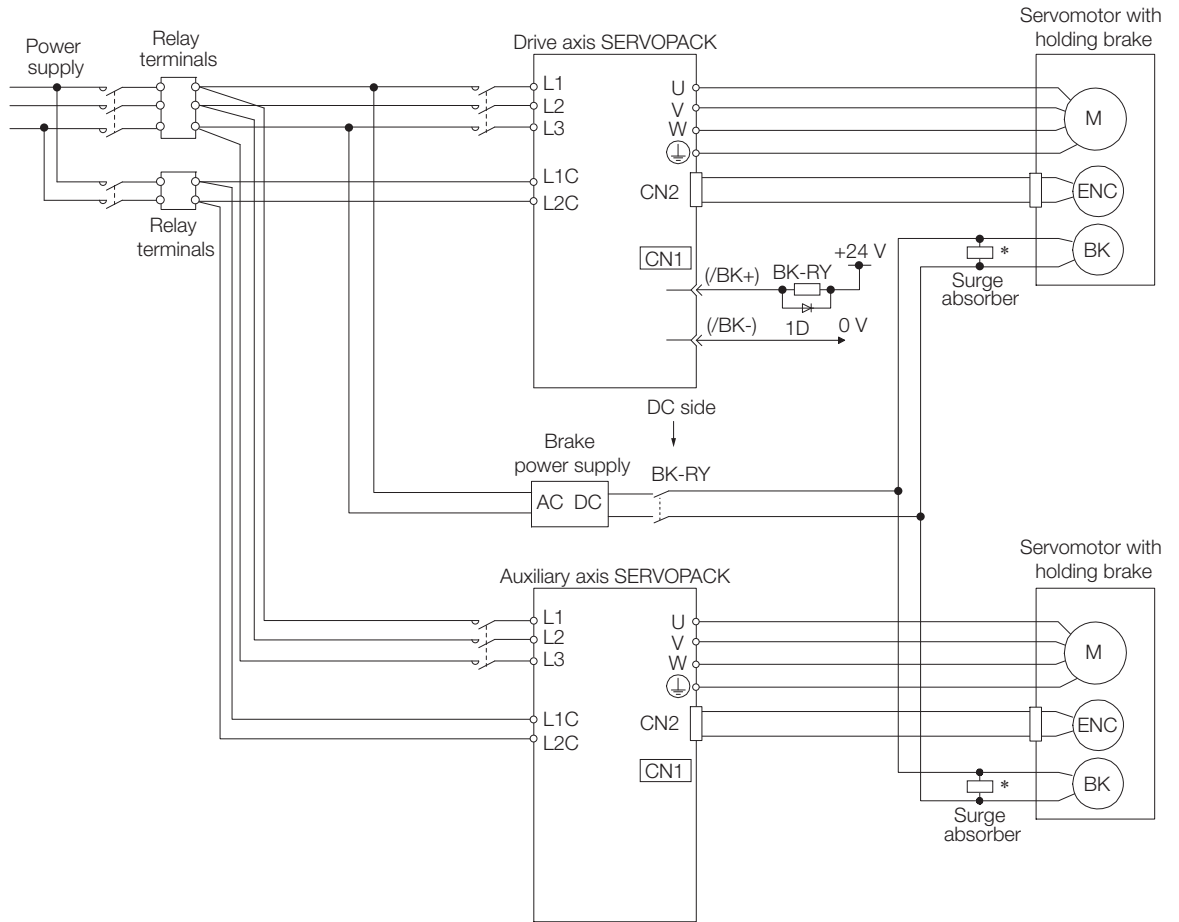 Servomotor with
holding brake
Power
supply
Relay
terminals
Drive axis SERVOPACK
L1
L2
L3
L1C
L2C
U
V
W
M
CN2
ENC
Relay
terminals
CN1
BK
+24 V
(/BK+)
BK-RY
*
Surge
absorber
(/BK-)
1D
0 V
DC side
Brake
power supply
BK-RY
AC DC
Servomotor with
holding brake
Auxiliary axis SERVOPACK
L1
L2
L3
L1C
L2C
U
V
W
M
CN2
ENC
CN1
BK
*
Surge
absorber